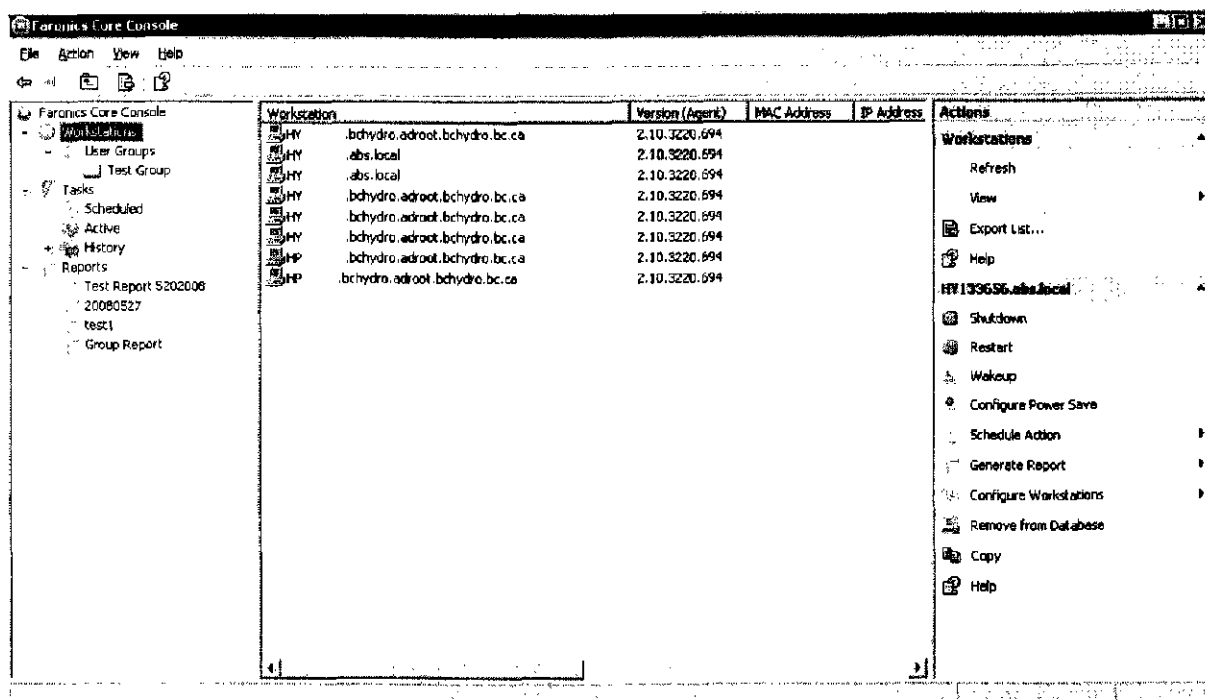 Faronics Core Console
File Action View Help
Faronics Core Console
Workstations
User Groups
Test Group
Tasks
Scheduled
Active
History
Reports
Test Report 5202008
20080527
test1
Group Report
Workstation Version (Agent) MAC Address IP Address
HY .bchydro.adroot.bchydro.bc.ca 2.10.3220.694
HY .abs.local 2.10.3220.694
HY .abs.local 2.10.3220.694
HY .bchydro.adroot.bchydro.bc.ca 2.10.3220.694
HY .bchydro.adroot.bchydro.bc.ca 2.10.3220.694
HY .bchydro.adroot.bchydro.bc.ca 2.10.3220.694
HP .bchydro.adroot.bchydro.bc.ca 2.10.3220.694
HP .bchydro.adroot.bchydro.bc.ca 2.10.3220.694
Actions
Workstations
Refresh
View
Export List...
Help
HY133656.abs.local
Shutdown
Restart
Wakeup
Configure Power Save
Schedule Action
Generate Report
Configure Workstations
Remove from Database
Copy
Help